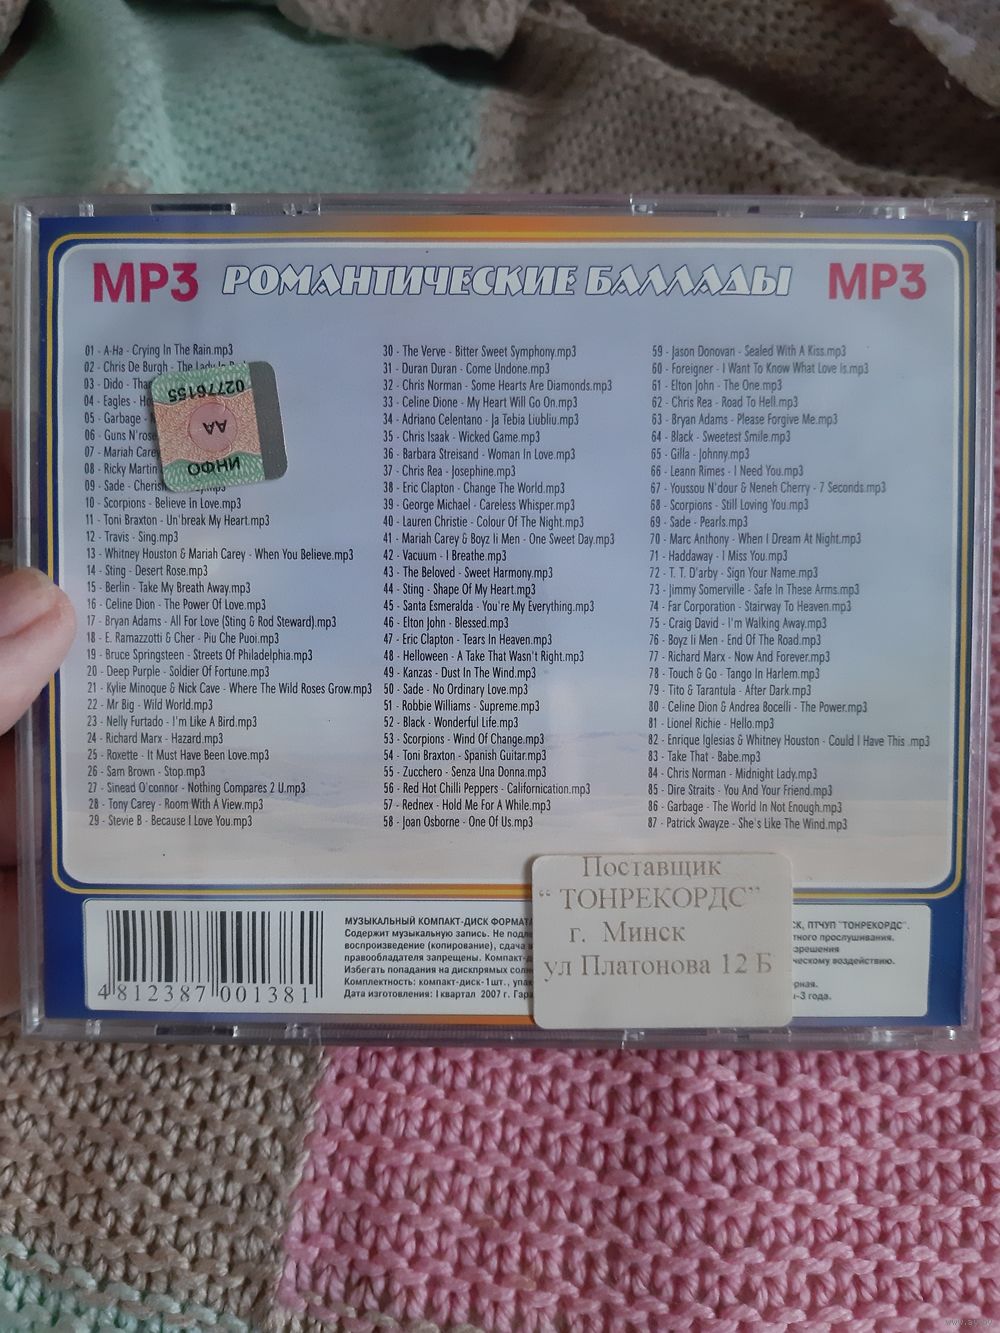 MP3 РОМАНТИЧЕСКИЕ БАЛЛАДЫ MP3
01 - A-Ha - Crying In The Rain.mp3
02 - Chris De Burgh - The Lady In
03 - Dido -
04 - Eagles -
05 - Garbage -
06 - Guns N'rose
07 - Mariah Carey
08 - Ricky Martin
09 - Sade -
10 - Scorpions - Believe In Love.mp3
11 - Toni Braxton - Un'break My Heart.mp3
12 - Travis - Sing.mp3
13 - Whitney Houston & Mariah Carey - When You Believe.mp3
14 - Sting - Desert Rose.mp3
15 - Berlin - Take My Breath Away.mp3
16 - Celine Dion - The Power Of Love.mp3
17 - Bryan Adams - All For Love (Sting & Rod Steward).mp3
18 - E. Ramazzotti & Cher - Piu Che Puoi.mp3
19 - Bruce Springsteen - Streets Of Philadelphia.mp3
20 - Deep Purple - Soldier Of Fortune.mp3
21 - Kylie Minoque & Nick Cave - Where The Wild Roses Grow.mp3
22 - Mr Big - Wild World.mp3
23 - Nelly Furtado - I'm Like A Bird.mp3
24 - Richard Marx - Hazard.mp3
25 - Roxette - It Must Have Been Love.mp3
26 - Sam Brown - Stop.mp3
27 - Sinead O'connor - Nothing Compares 2 U.mp3
28 - Tony Carey - Room With A View.mp3
29 - Stevie B - Because I Love You.mp3
30 - The Verve - Bitter Sweet Symphony.mp3
31 - Duran Duran - Come Undone.mp3
32 - Chris Norman - Some Hearts Are Diamonds.mp3
33 - Celine Dione - My Heart Will Go On.mp3
34 - Adriano Celentano - Ja Tebia Liubliu.mp3
35 - Chris Isaak - Wicked Game.mp3
36 - Barbara Streisand - Woman In Love.mp3
37 - Chris Rea - Josephine.mp3
38 - Eric Clapton - Change The World.mp3
39 - George Michael - Careless Whisper.mp3
40 - Lauren Christie - Colour Of The Night.mp3
41 - Mariah Carey & Boyz Ii Men - One Sweet Day.mp3
42 - Vacuum - I Breathe.mp3
43 - The Beloved - Sweet Harmony.mp3
44 - Sting - Shape Of My Heart.mp3
45 - Santa Esmeralda - You're My Everything.mp3
46 - Elton John - Blessed.mp3
47 - Eric Clapton - Tears In Heaven.mp3
48 - Helloween - A Take That Wasn't Right.mp3
49 - Kanzas - Dust In The Wind.mp3
50 - Sade - No Ordinary Love.mp3
51 - Robbie Williams - Supreme.mp3
52 - Black - Wonderful Life.mp3
53 - Scorpions - Wind Of Change.mp3
54 - Toni Braxton - Spanish Guitar.mp3
55 - Zucchero - Senza Una Donna.mp3
56 - Red Hot Chilli Peppers - Californication.mp3
57 - Rednex - Hold Me For A While.mp3
58 - Joan Osborne - One Of Us.mp3
59 - Jason Donovan - Sealed With A Kiss.mp3
60 - Foreigner - I Want To Know What Love Is.mp3
61 - Elton John - The One.mp3
62 - Chris Rea - Road To Hell.mp3
63 - Bryan Adams - Please Forgive Me.mp3
64 - Black - Sweetest Smile.mp3
65 - Gilla - Johnny.mp3
66 - Leann Rimes - I Need You.mp3
67 - Youssou N'dour & Neneh Cherry - 7 Seconds.mp3
68 - Scorpions - Still Loving You.mp3
69 - Sade - Pearls.mp3
70 - Marc Anthony - When I Dream At Night.mp3
71 - Haddaway - I Miss You.mp3
72 - T. T. D'arby - Sign Your Name.mp3
73 - Jimmy Somerville - Safe In These Arms.mp3
74 - Far Corporation - Stairway To Heaven.mp3
75 - Craig David - I'm Walking Away.mp3
76 - Boyz Ii Men - End Of The Road.mp3
77 - Richard Marx - Now And Forever.mp3
78 - Touch & Go - Tango In Harlem.mp3
79 - Tito & Tarantula - After Dark.mp3
80 - Celine Dion & Andrea Bocelli - The Power.mp3
81 - Lionel Richie - Hello.mp3
82 - Enrique Iglesias & Whitney Houston - Could I Have This .mp3
83 - Take That - Babe.mp3
84 - Chris Norman - Midnight Lady.mp3
85 - Dire Straits - You And Your Friend.mp3
86 - Garbage - The World In Not Enough.mp3
87 - Patrick Swayze - She's Like The Wind.mp3
02776155
АА
ИНФО
4 812387 001381
МУЗЫКАЛЬНЫЙ КОМПАКТ-ДИСК ФОРМАТА СК, ПТЧУП "ТОНРЕКОРДС".
Содержит музыкальную запись. Не подле тного прослушивания,
воспроизведение (копирование), сдача в зрешения
правообладателя запрещены. Компакт-д ческому воздействию.
Избегать попадания на дискпрямых солн
Комплектность: компакт-диск-1шт., упак рная.
Дата изготовления: I квартал 2007 г. Гара -3 года.
Поставщик
"ТОНРЕКОРДС"
г. Минск
ул Платонова 12 Б